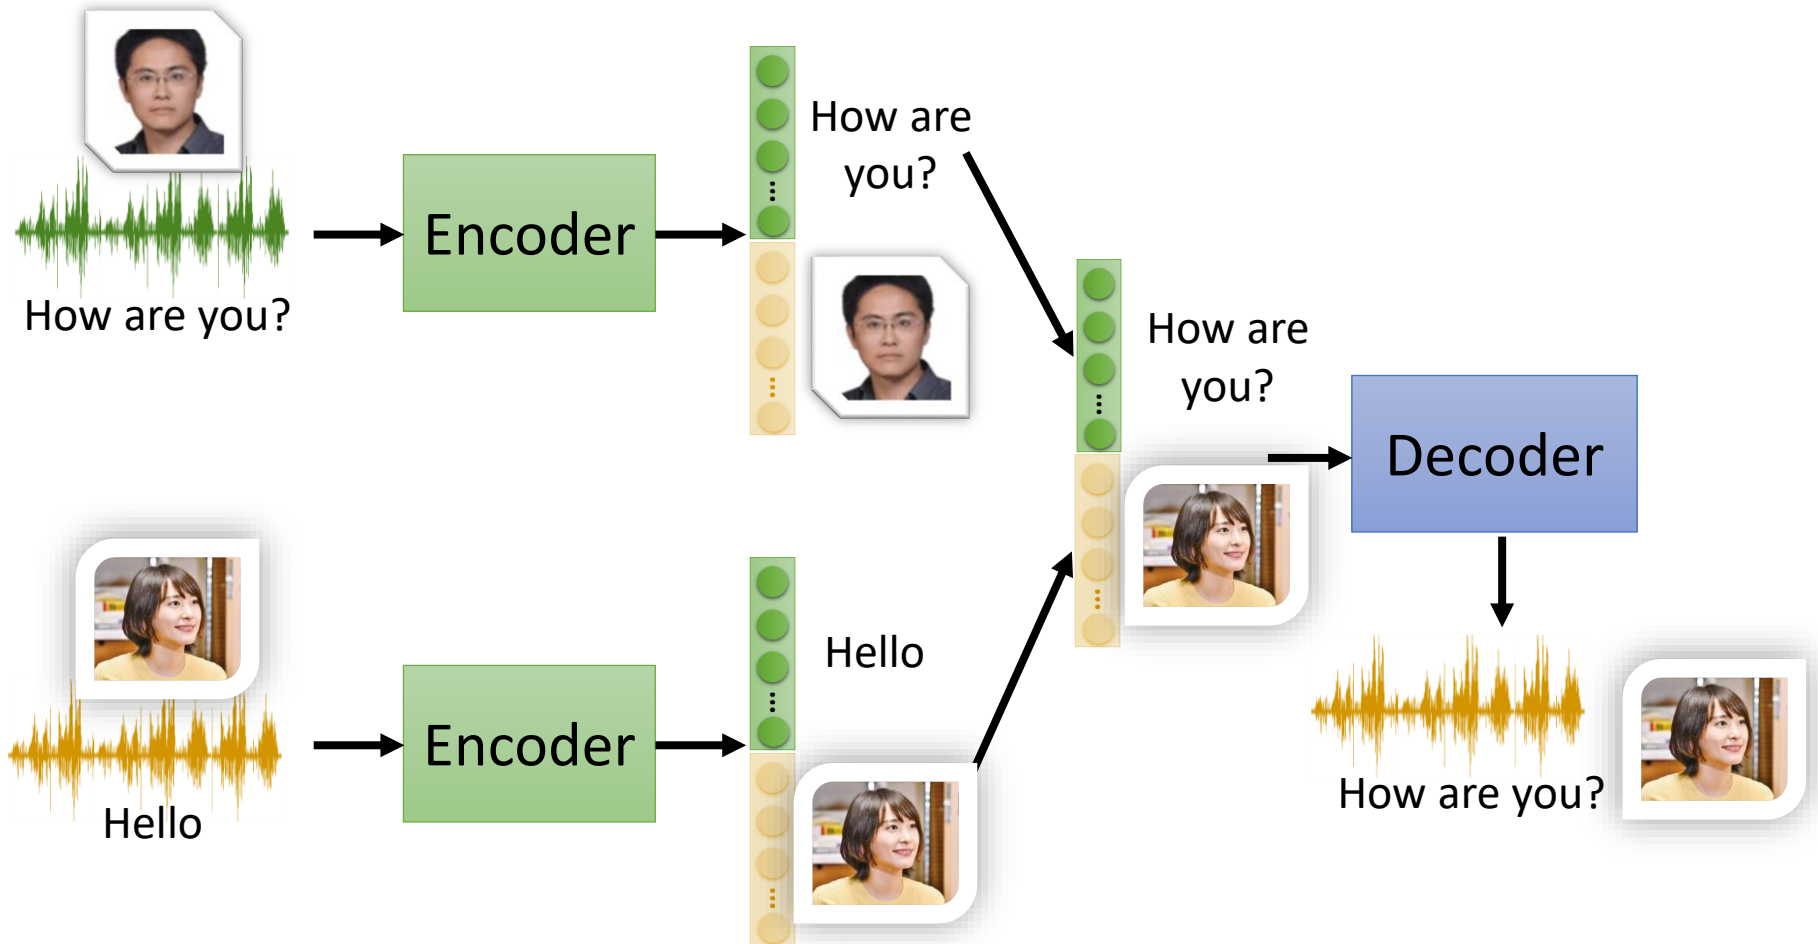 How are you?
Encoder
How are
you?
How are
you?
Decoder
Hello
Encoder
Hello
How are you?